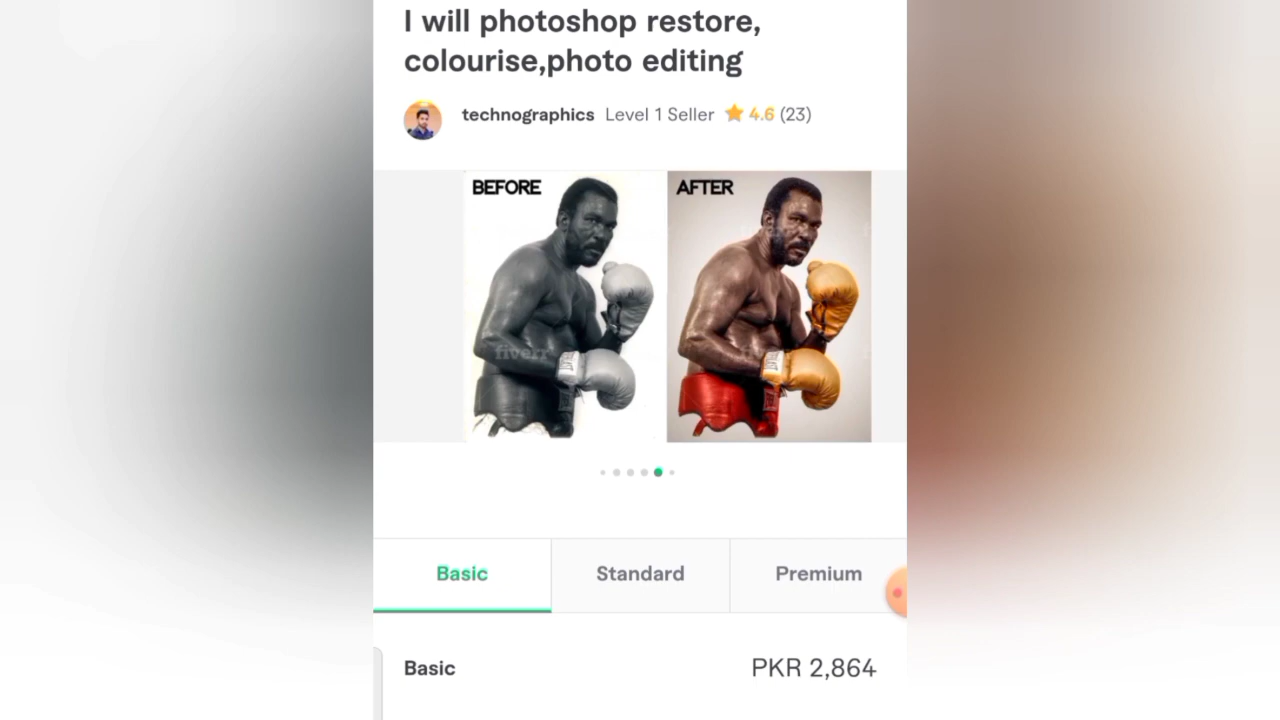 I will photoshop restore,
colourise,photo editing
technographics Level 1 Seller 4.6 (23)
BEFORE AFTER
fiverr
Basic Standard Premium
Basic PKR 2,864